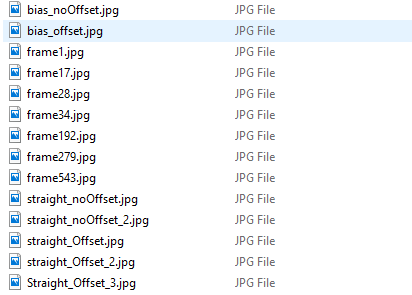 bias_noOffset.jpg JPG File
bias_offset.jpg JPG File
frame1.jpg JPG File
frame17.jpg JPG File
frame28.jpg JPG File
frame34.jpg JPG File
frame192.jpg JPG File
frame279.jpg JPG File
frame543.jpg JPG File
straight_noOffset.jpg JPG File
straight_noOffset_2.jpg JPG File
straight_Offset.jpg JPG File
straight_Offset_2.jpg JPG File
Straight_Offset_3.jpg JPG File